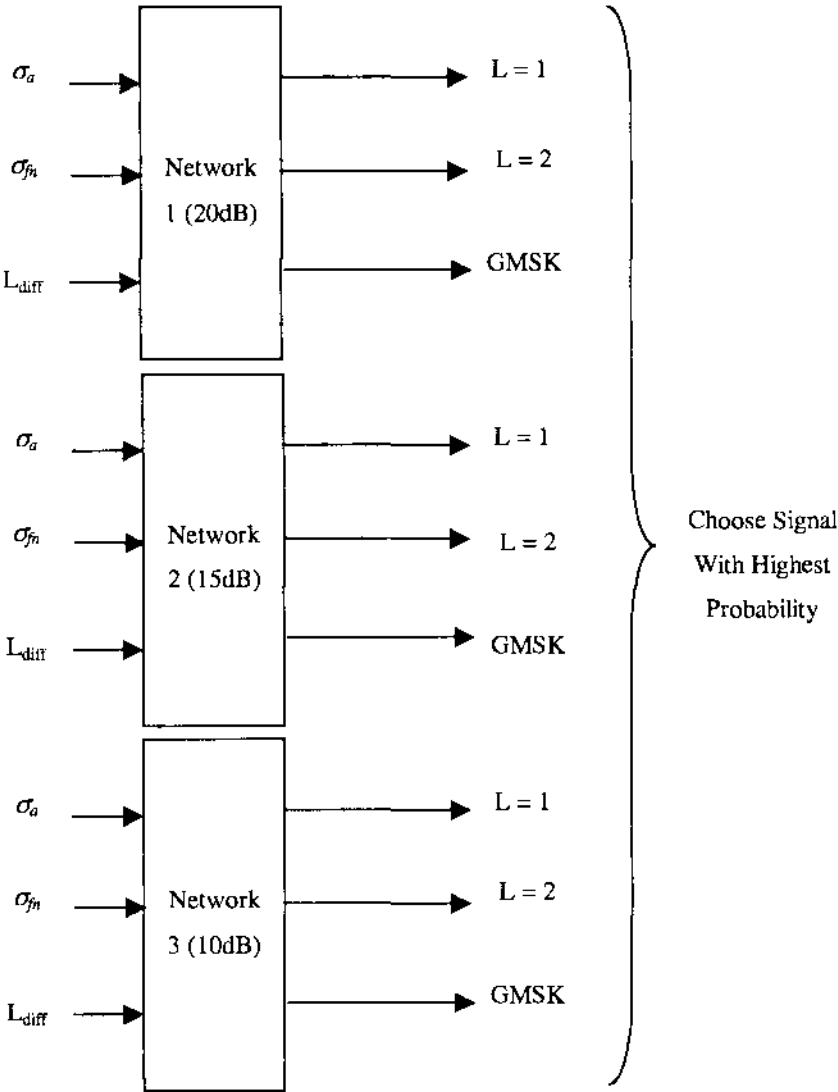 σa
L = 1
σfn
Network
1 (20dB)
L = 2
Ldiff
GMSK
σa
L = 1
σfn
Network
2 (15dB)
L = 2
Ldiff
GMSK
Choose Signal
With Highest
Probability
σa
L = 1
σfn
Network
3 (10dB)
L = 2
Ldiff
GMSK